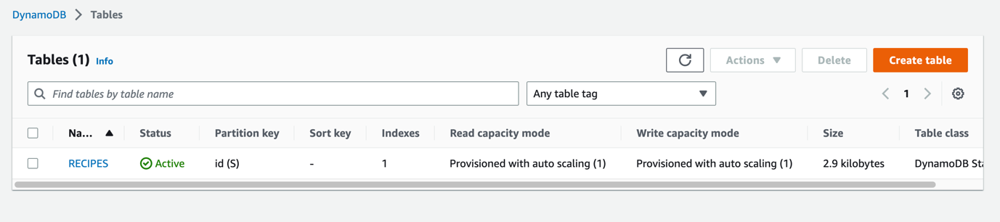 DynamoDB > Tables
Tables (1) Info
Actions Delete Create table
Find tables by table name Any table tag 1
Na... Status Partition key Sort key Indexes Read capacity mode Write capacity mode Size Table class
RECIPES Active id (S) - 1 Provisioned with auto scaling (1) Provisioned with auto scaling (1) 2.9 kilobytes DynamoDB Sta